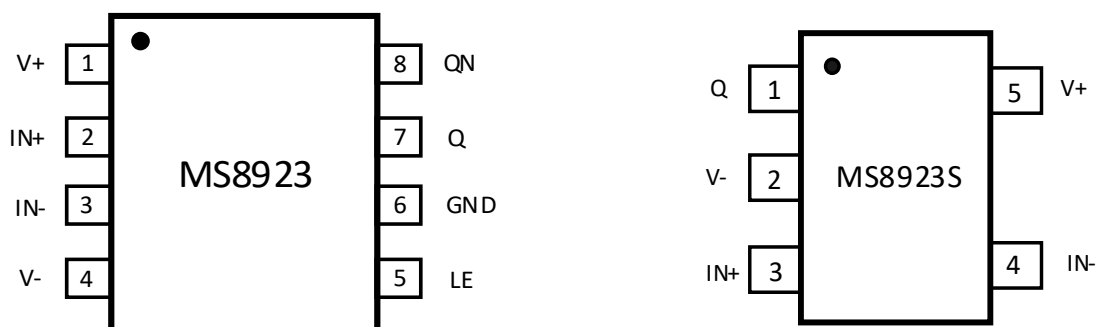 V+ 1 8 QN
IN+ 2 7 Q
MS8923
IN- 3 6 GND
V- 4 5 LE
Q 1 5 V+
V- 2 MS8923S
IN+ 3 4 IN-